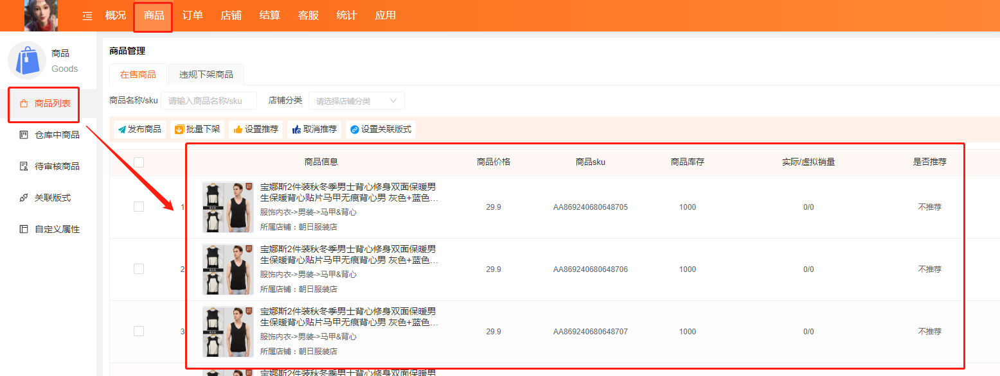 概况 商品 订单 店铺 结算 客服 统计 应用
商品
Goods
商品列表
仓库中商品
待审核商品
关联版式
自定义属性
商品管理
在售商品 违规下架商品
商品名称/sku 请输入商品名称/sku 店铺分类 请选择店铺分类
发布商品 批量下架 设置推荐 取消推荐 设置关联版式
商品信息 商品价格 商品sku 商品库存 实际/虚拟销量 是否推荐
1 宝娜斯2件装秋冬季男士背心修身双面保暖男
生保暖背心贴片马甲无痕背心男 灰色+蓝色…
服饰内衣->男装->马甲&背心
所属店铺：朝日服装店
29.9 AA869240680648705 1000 0/0 不推荐
2 宝娜斯2件装秋冬季男士背心修身双面保暖男
生保暖背心贴片马甲无痕背心男 灰色+蓝色…
服饰内衣->男装->马甲&背心
所属店铺：朝日服装店
29.9 AA869240680648706 1000 0/0 不推荐
3 宝娜斯2件装秋冬季男士背心修身双面保暖男
生保暖背心贴片马甲无痕背心男 灰色+蓝色…
服饰内衣->男装->马甲&背心
所属店铺：朝日服装店
29.9 AA869240680648707 1000 0/0 不推荐
宝娜斯2件装秋冬季男士背心修身双面保暖男